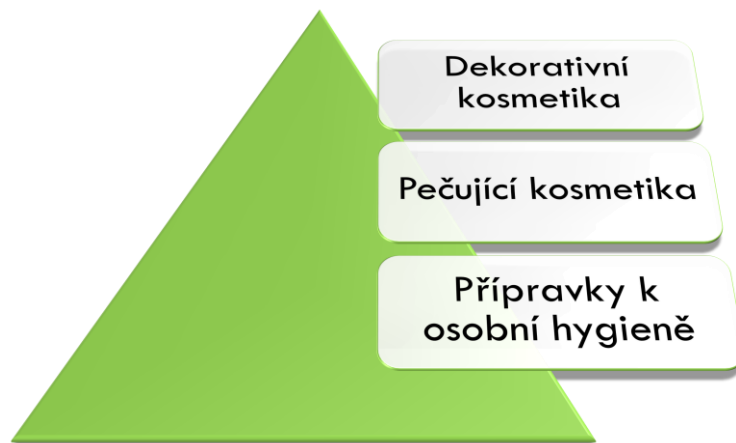 Dekorativní
kosmetika
Pečující kosmetika
Přípravky k
osobní hygieně